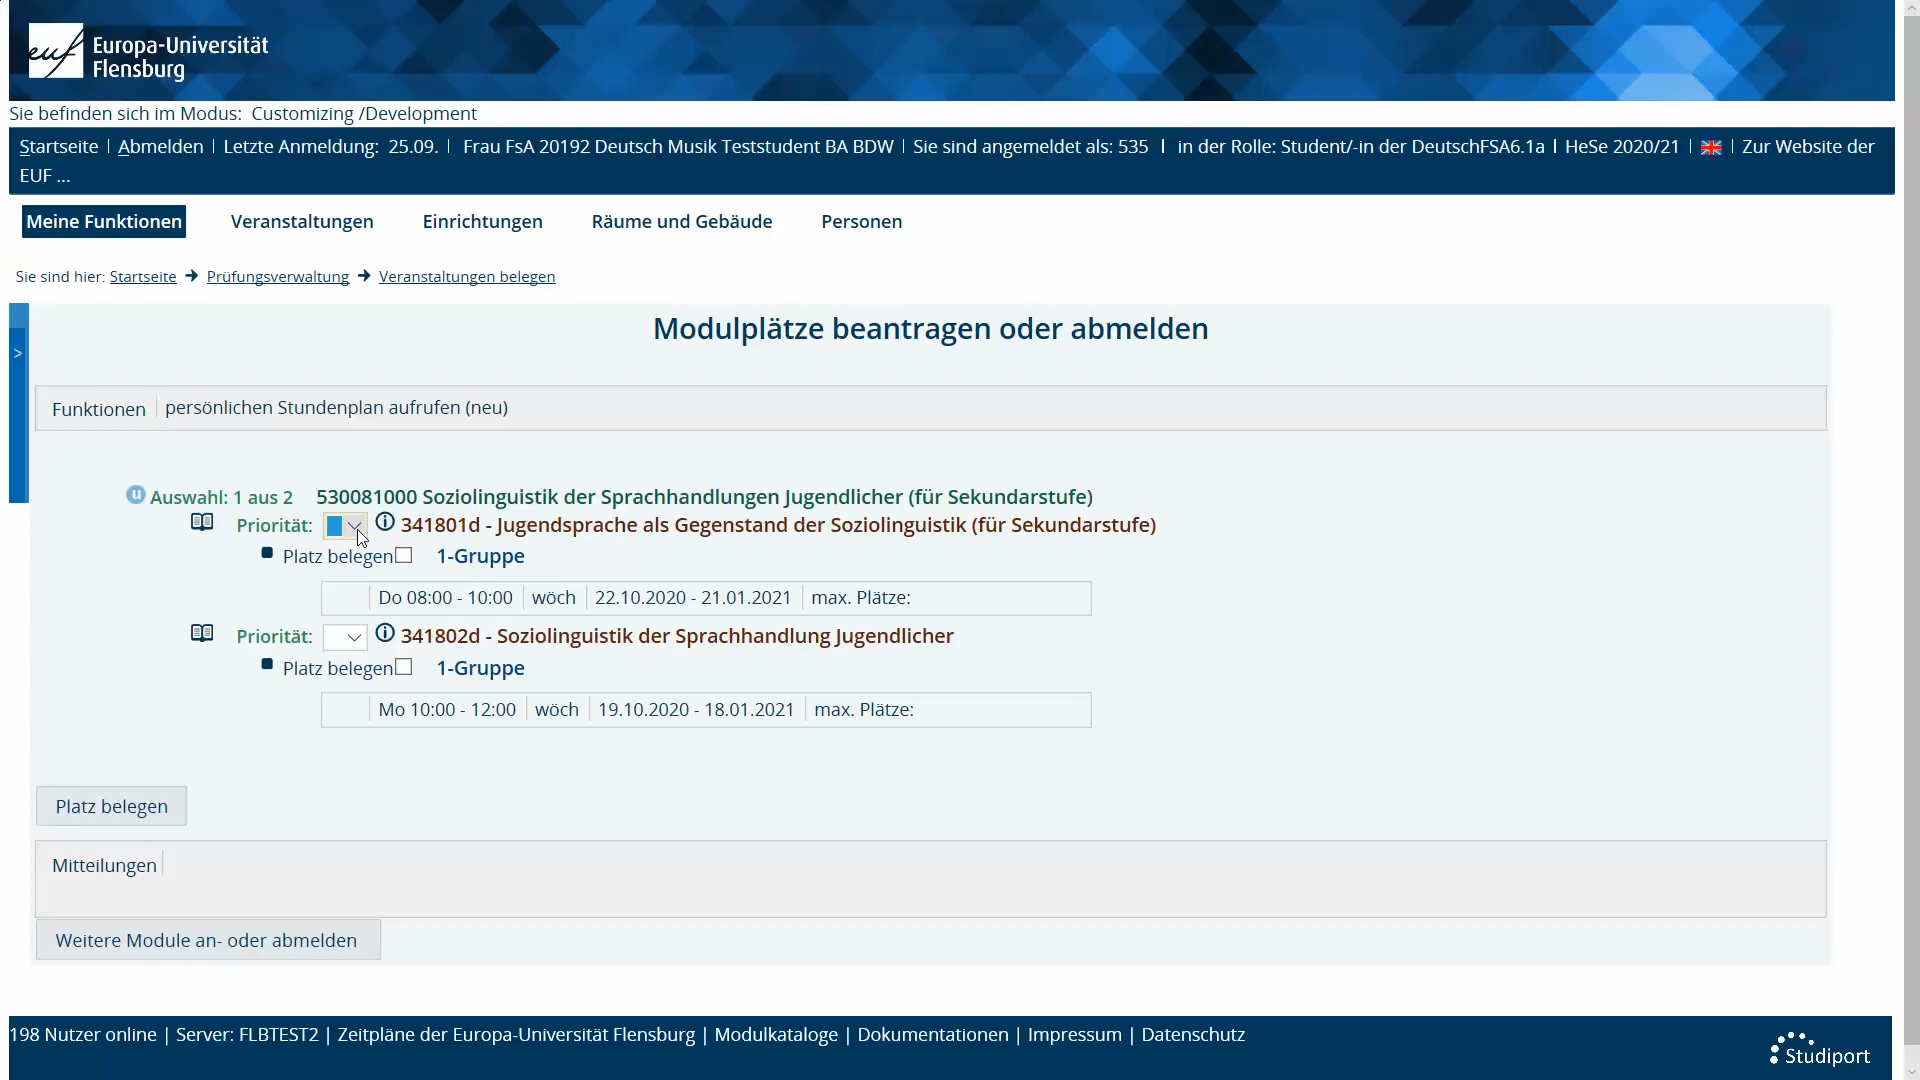 euf Europa-Universität
Flensburg
Sie befinden sich im Modus: Customizing /Development
Startseite | Abmelden | Letzte Anmeldung: 25.09. | Frau FsA 20192 Deutsch Musik Teststudent BA BDW | Sie sind angemeldet als: 535 | in der Rolle: Student/-in der DeutschFSA6.1a | HeSe 2020/21 | Zur Website der
EUF ...
Meine Funktionen Veranstaltungen Einrichtungen Räume und Gebäude Personen
Sie sind hier: Startseite → Prüfungsverwaltung → Veranstaltungen belegen
Modulplätze beantragen oder abmelden
>
Funktionen | persönlichen Stundenplan aufrufen (neu)
u Auswahl: 1 aus 2 530081000 Soziolinguistik der Sprachhandlungen Jugendlicher (für Sekundarstufe)
Priorität: i 341801d - Jugendsprache als Gegenstand der Soziolinguistik (für Sekundarstufe)
Platz belegen 1-Gruppe
Do 08:00 - 10:00 | wöch | 22.10.2020 - 21.01.2021 | max. Plätze:
Priorität: i 341802d - Soziolinguistik der Sprachhandlung Jugendlicher
Platz belegen 1-Gruppe
Mo 10:00 - 12:00 | wöch | 19.10.2020 - 18.01.2021 | max. Plätze:
Platz belegen
Mitteilungen
Weitere Module an- oder abmelden
198 Nutzer online | Server: FLBTEST2 | Zeitpläne der Europa-Universität Flensburg | Modulkataloge | Dokumentationen | Impressum | Datenschutz
Studiport